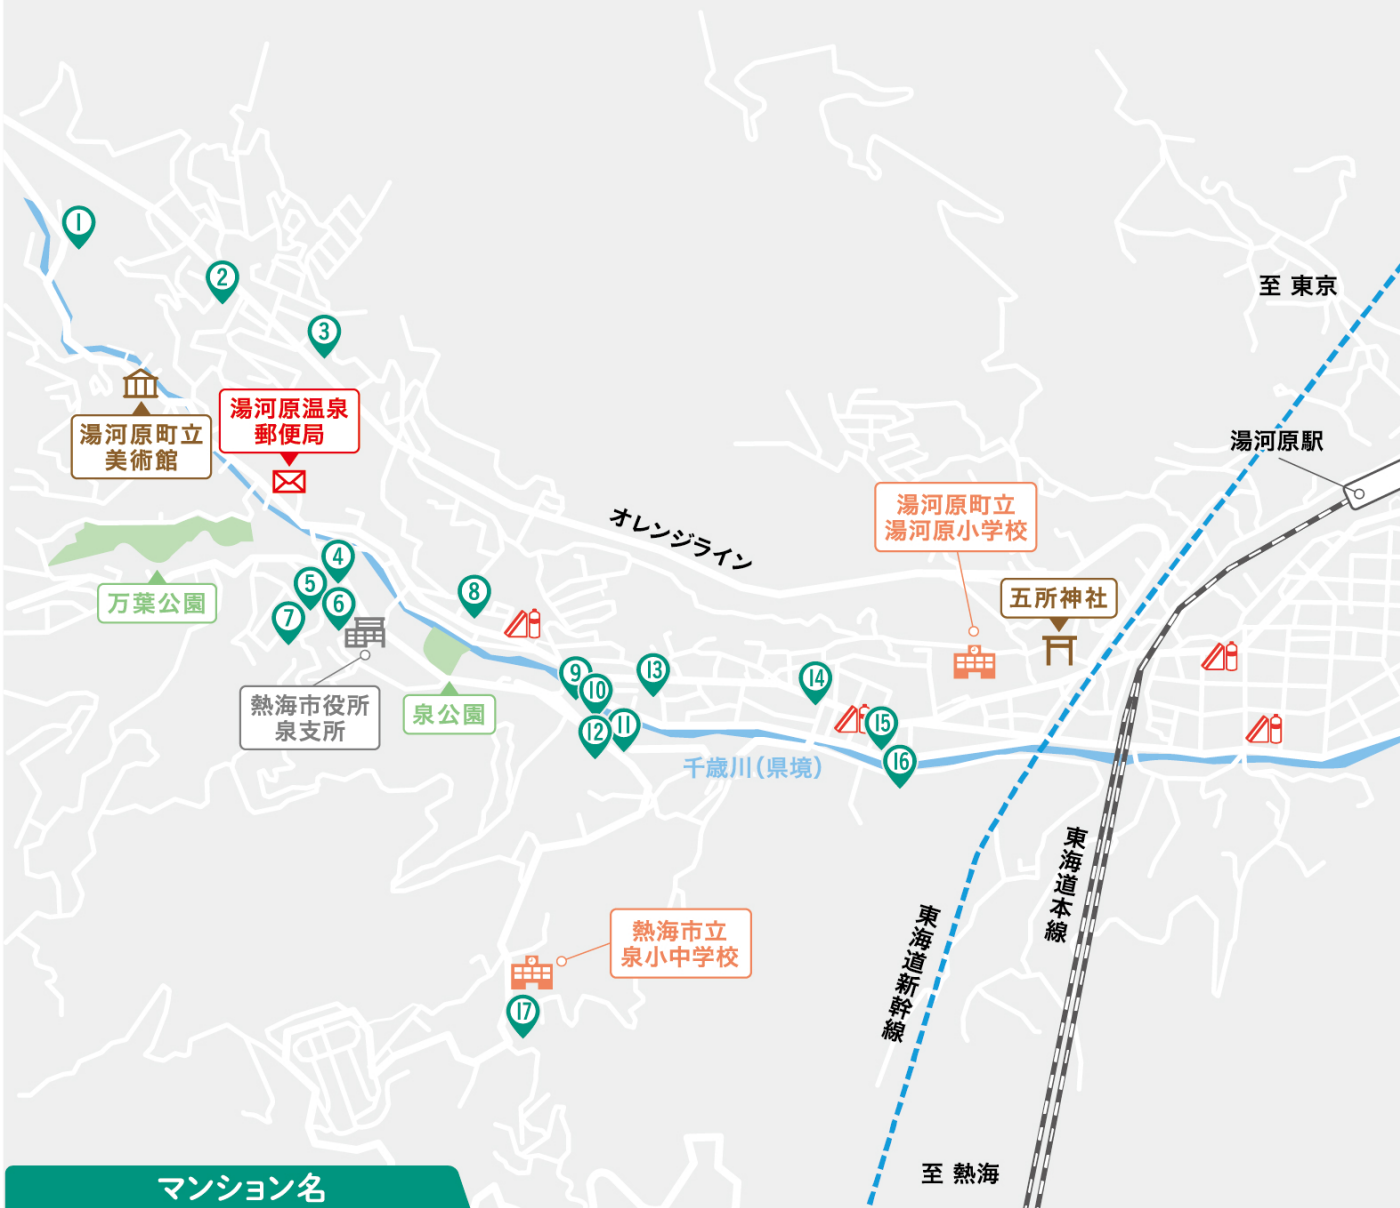 1
2
至 東京
3
湯河原温泉
郵便局
湯河原町立
美術館
湯河原駅
湯河原町立
湯河原小学校
オレンジライン
4
5
6
7
8
万葉公園
五所神社
熱海市役所
泉支所
泉公園
9
10
11
12
13
14
15
16
千歳川(県境)
東海道本線
東海道新幹線
熱海市立
泉小中学校
17
至 熱海
マンション名